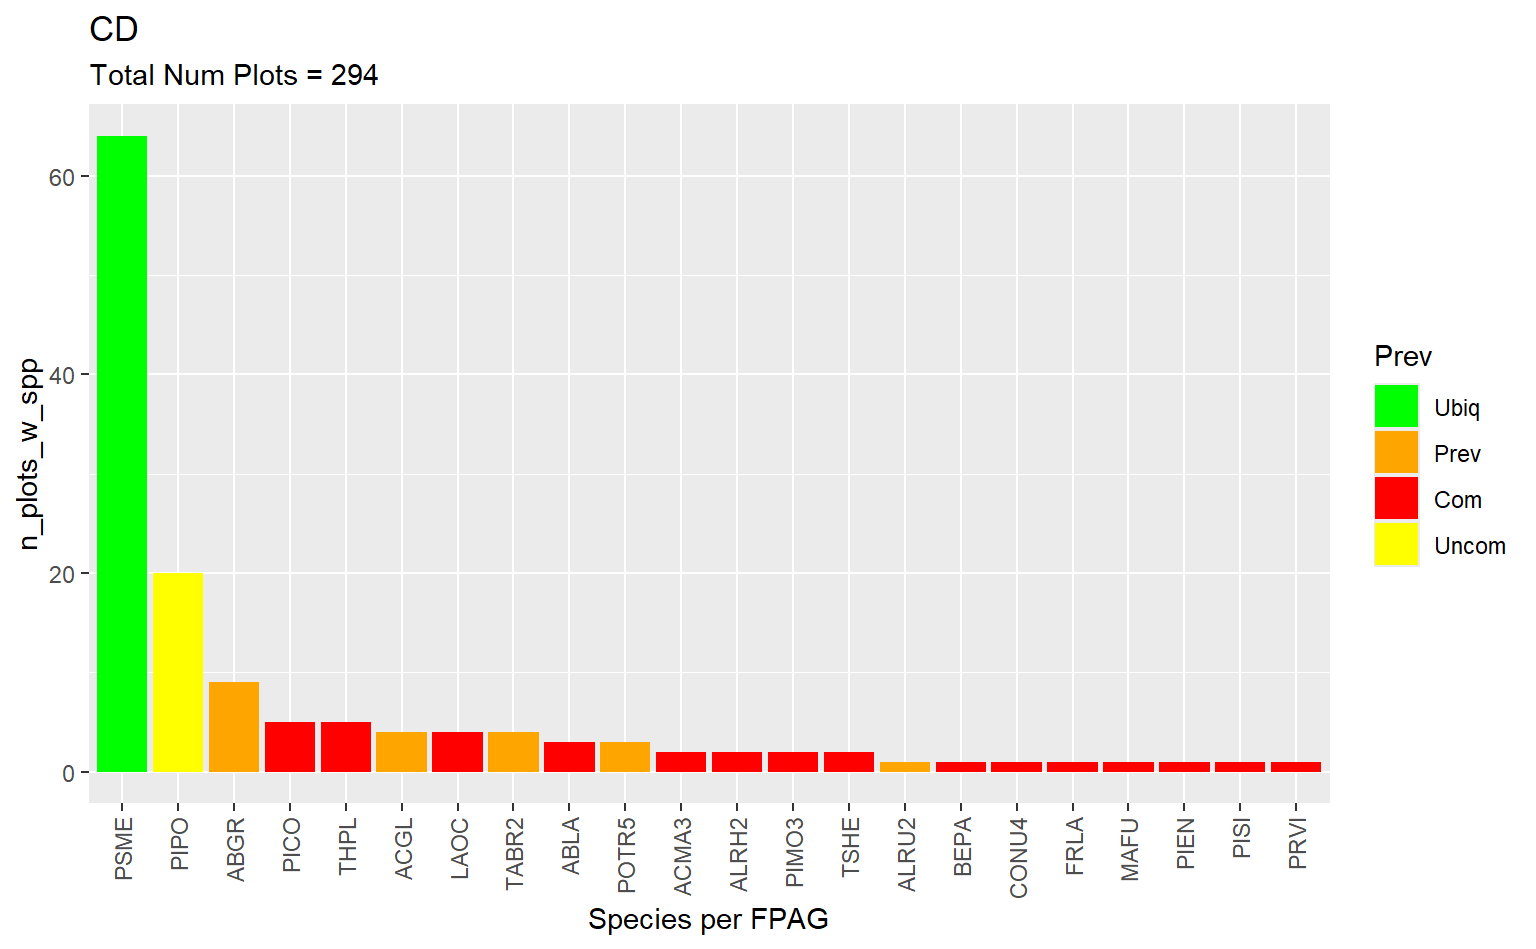 CD
Total Num Plots = 294
n_plots_w_spp
60
40
20
0
PSME
PIPO
ABGR
PICO
THPL
ACGL
LAOC
TABR2
ABLA
POTR5
ACMA3
ALRH2
PIMO3
TSHE
ALRU2
BEPA
CONU4
FRLA
MAFU
PIEN
PISI
PRVI
Species per FPAG
Prev
Ubiq
Prev
Com
Uncom